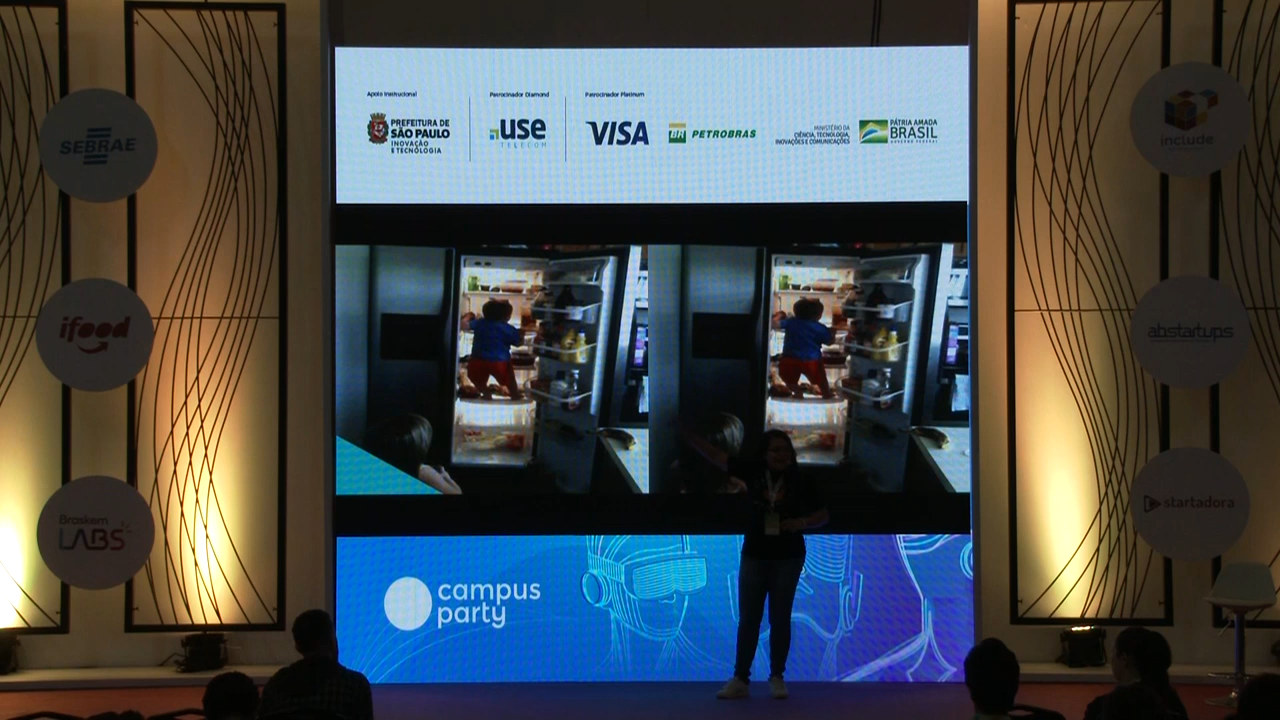 Apoio Institucional
PREFEITURA DE
SÃO PAULO
INOVAÇÃO
E TECNOLOGIA
Patrocinador Diamond
use
TELECOM
Patrocinador Platinum
VISA
BR PETROBRAS
MINISTÉRIO DA
CIÊNCIA, TECNOLOGIA,
INOVAÇÕES E COMUNICAÇÕES
PÁTRIA AMADA
BRASIL
GOVERNO FEDERAL
SEBRAE
ifood
Braskem
LABS
include
abstartups
startadora
campus
party